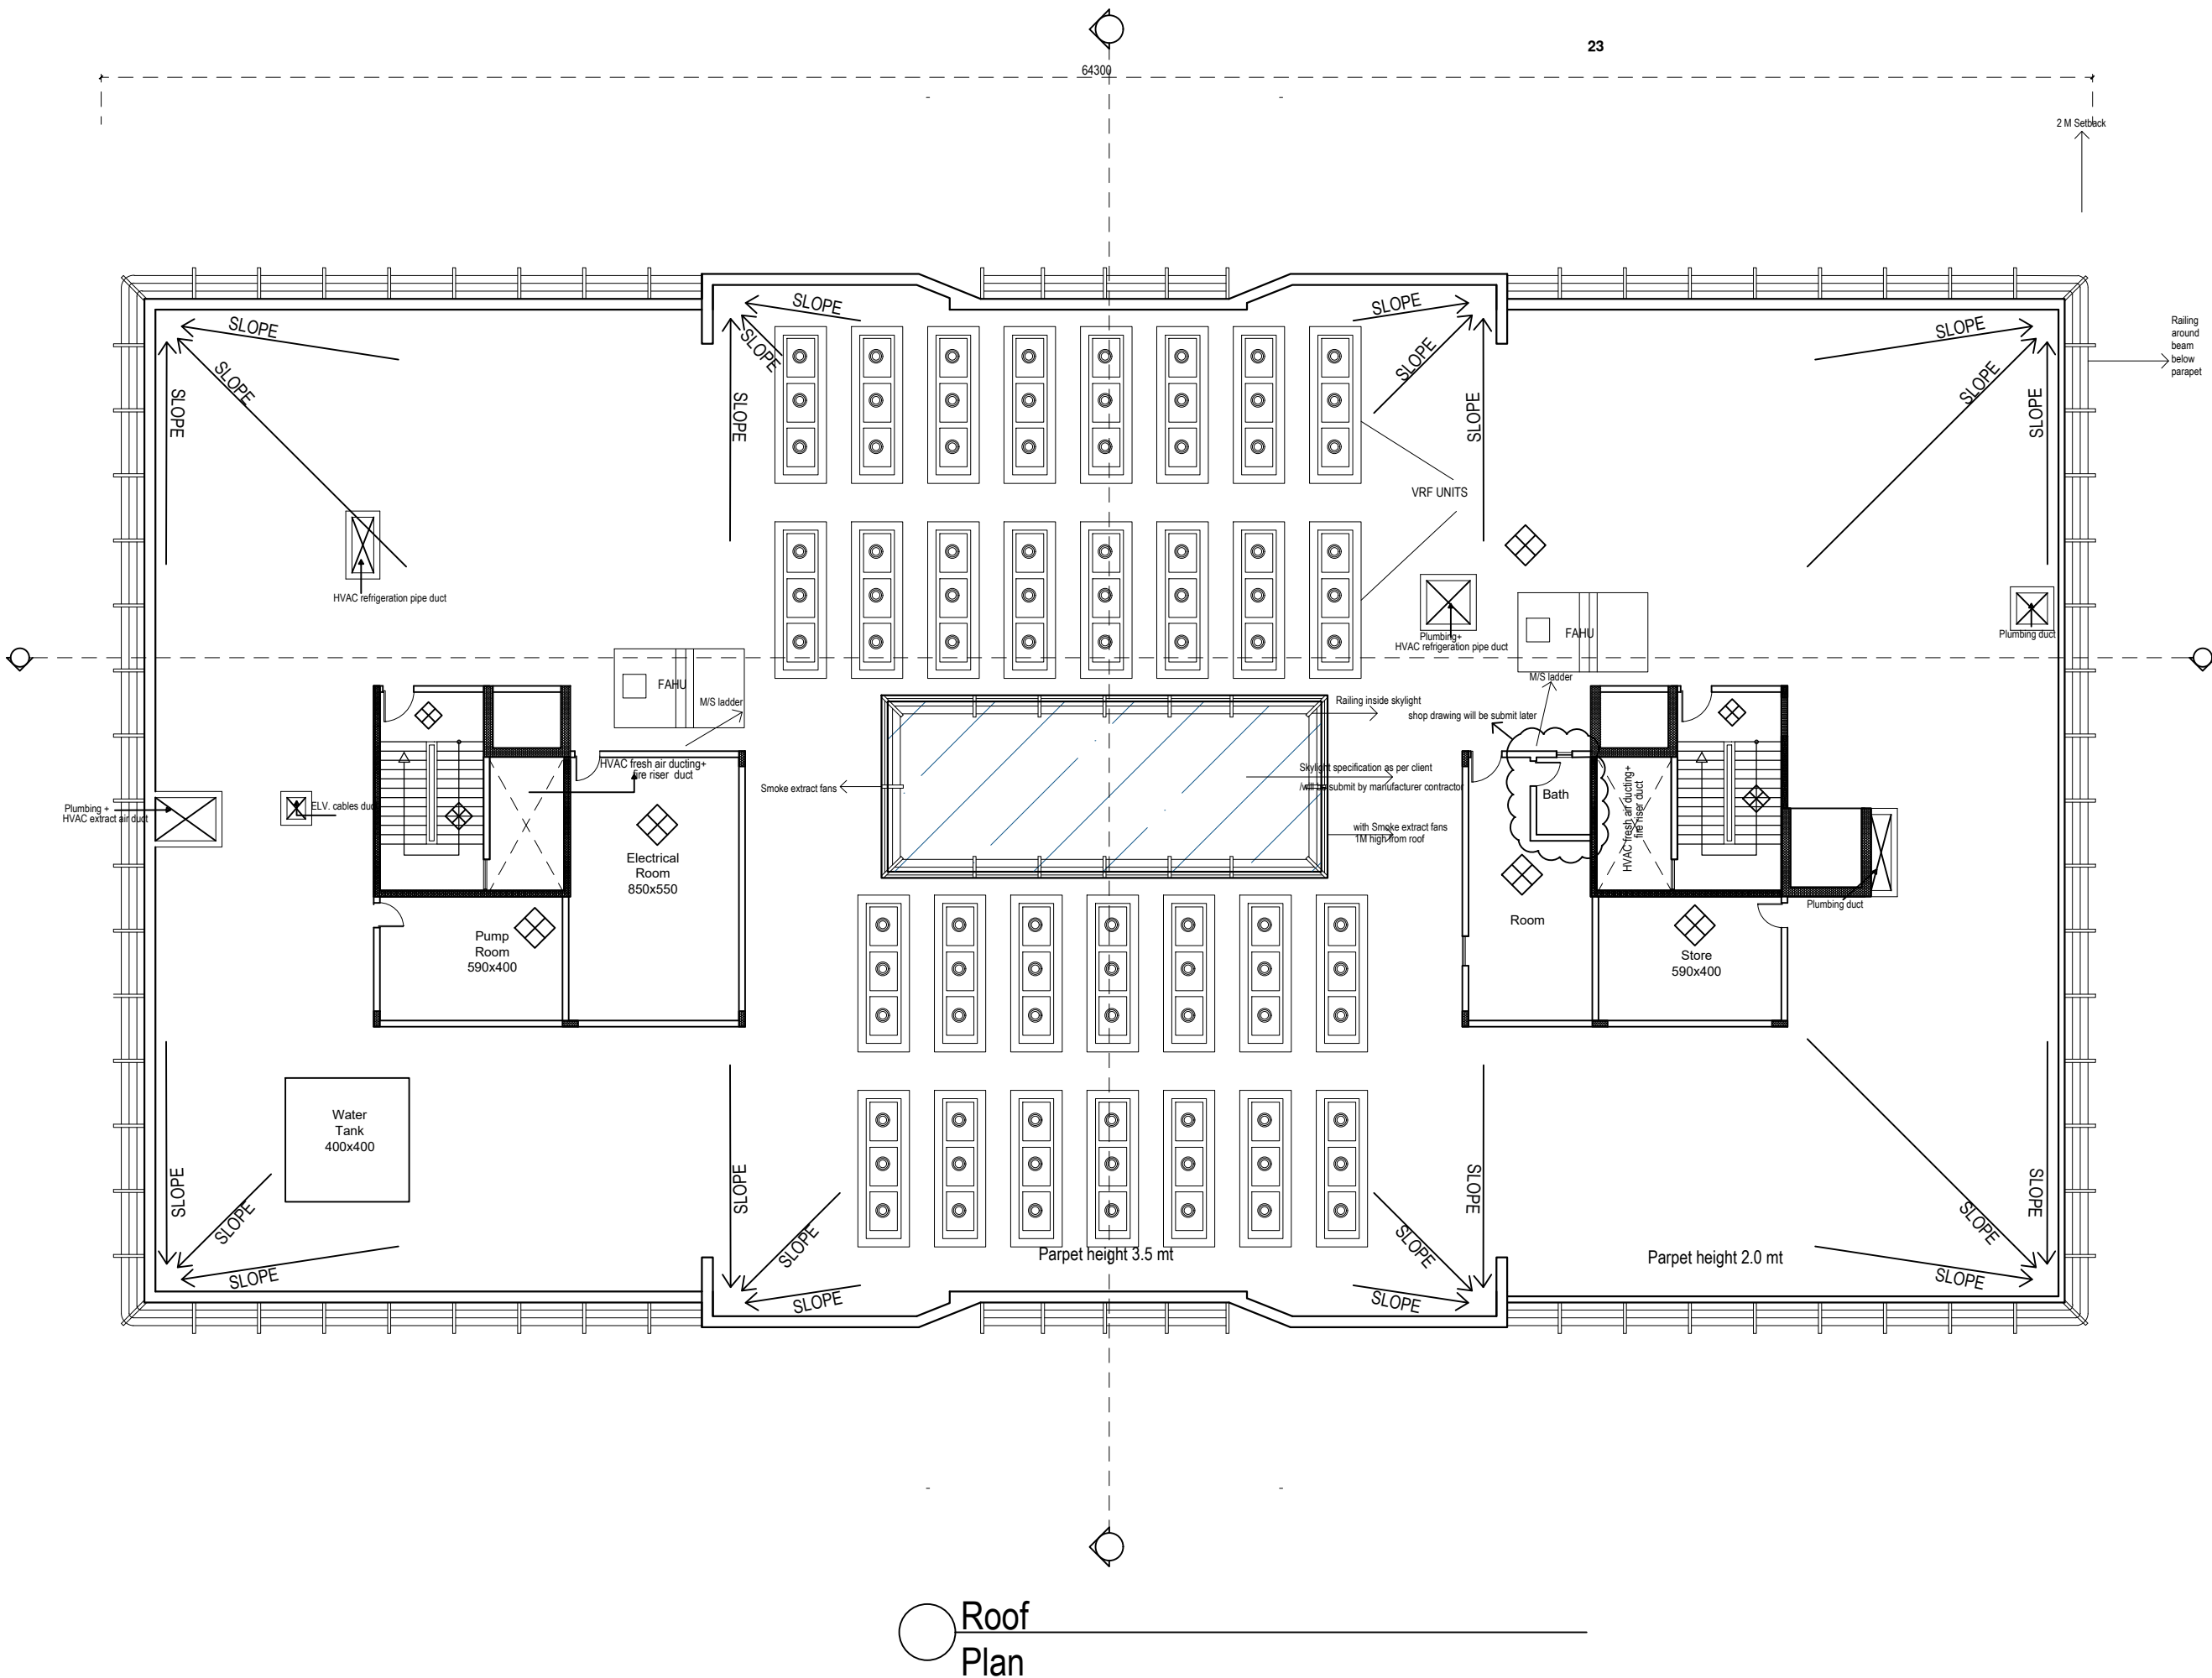 23
64300
2 M Setback
SLOPE
SLOPE
SLOPE
SLOPE
SLOPE
SLOPE
SLOPE
SLOPE
SLOPE
SLOPE
SLOPE
SLOPE
Railing
around
beam
below
parapet
VRF UNITS
HVAC refrigeration pipe duct
Plumbing+
HVAC refrigeration pipe duct
FAHU
Plumbing duct
FAHU
M/S ladder
M/S ladder
Railing inside skylight
shop drawing will be submit later
HVAC fresh air ducting+
fire riser duct
Smoke extract fans
Skylight specification as per client
/will be submit by manufacturer contractor
Bath
HVAC fresh air ducting+
fire riser duct
Plumbing +
HVAC extract air duct
ELV. cables duct
with Smoke extract fans
1M high from roof
Electrical
Room
850x550
Plumbing duct
Room
Pump
Room
590x400
Store
590x400
Water
Tank
400x400
SLOPE
SLOPE
SLOPE
SLOPE
SLOPE
SLOPE
SLOPE
SLOPE
Parpet height 3.5 mt
Parpet height 2.0 mt
SLOPE
SLOPE
SLOPE
SLOPE
Roof
Plan